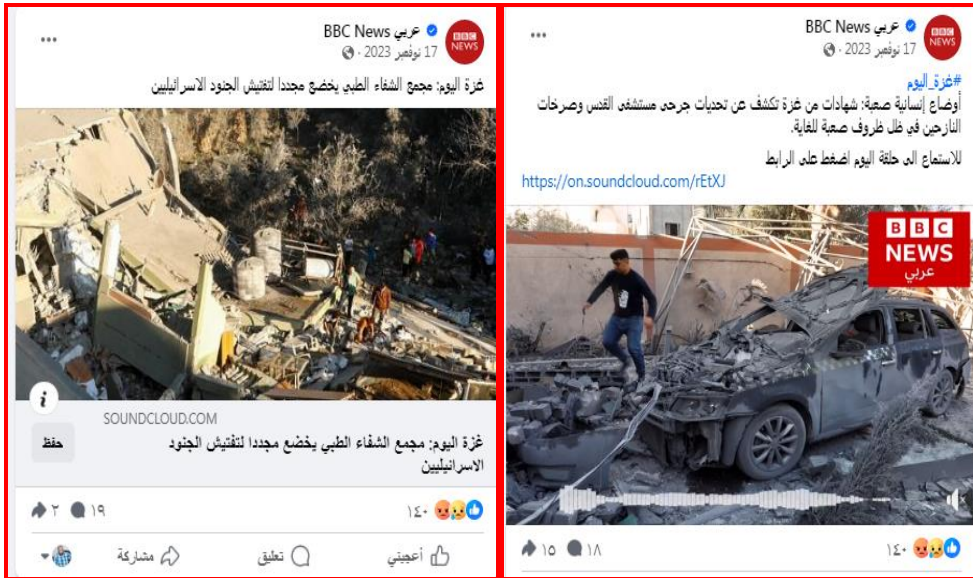 BBC News عربي
17 نوفمبر 2023
#غزة_اليوم
أوضاع إنسانية صعبة: شهادات من غزة تكشف عن تحديات جرحى مستشفى القدس وصرخات
النازحين في ظل ظروف صعبة للغاية.
للاستماع الى حلقة اليوم اضغط على الرابط
https://on.soundcloud.com/rEtXJ
BBC
NEWS
عربي
١٤٠
١٨
١٥
BBC NEWS
BBC News عربي
17 نوفمبر 2023
غزة اليوم: مجمع الشفاء الطبي يخضع مجددا لتفتيش الجنود الاسرائيليين
SOUNDCLOUD.COM
غزة اليوم: مجمع الشفاء الطبي يخضع مجددا لتفتيش الجنود
الاسرائيليين
حفظ
١٤٠
١٩
٢
أعجبني
تعليق
مشاركة
BBC NEWS